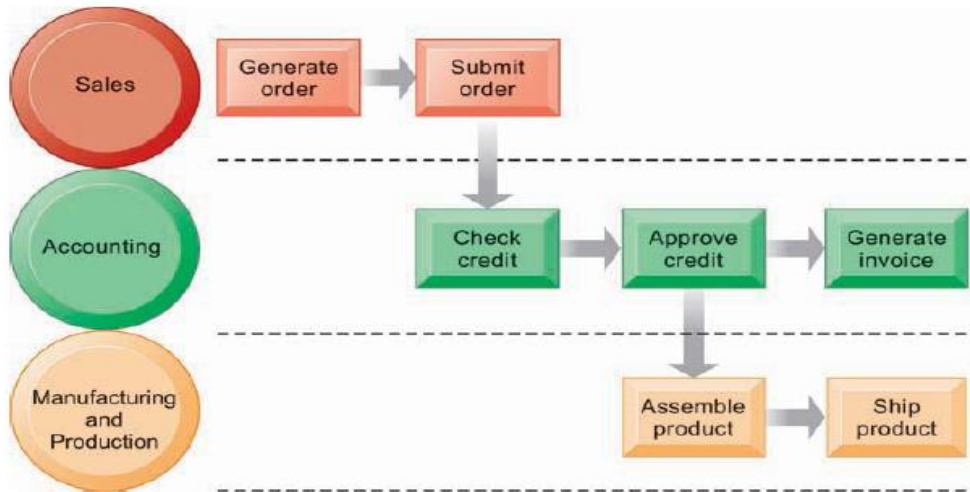 Sales
Generate
order
Submit
order
Accounting
Check
credit
Approve
credit
Generate
invoice
Manufacturing
and
Production
Assemble
product
Ship
product